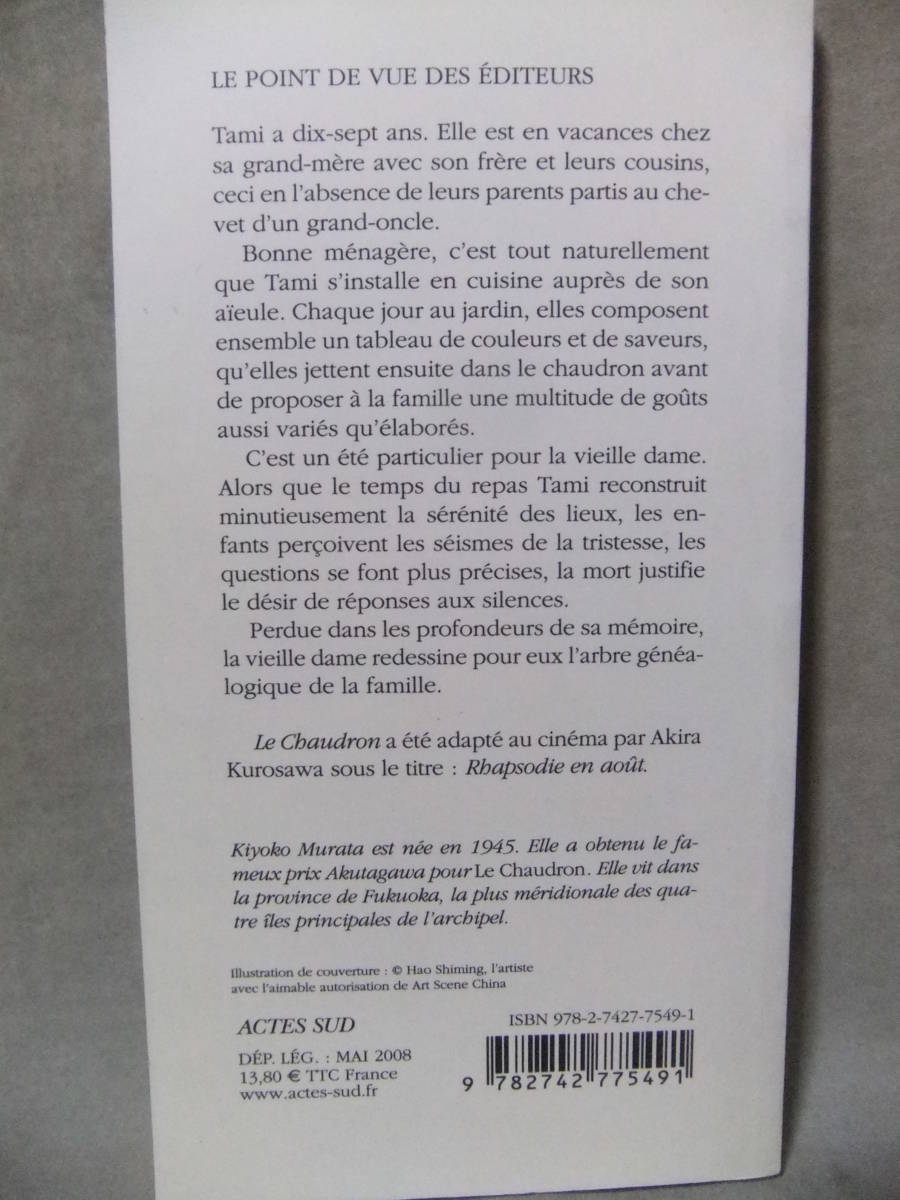 LE POINT DE VUE DES ÉDITEURS
Tami a dix-sept ans. Elle est en vacances chez
sa grand-mère avec son frère et leurs cousins,
ceci en l'absence de leurs parents partis au che-
vet d'un grand-oncle.
Bonne ménagère, c'est tout naturellement
que Tami s'installe en cuisine auprès de son
aïeule. Chaque jour au jardin, elles composent
ensemble un tableau de couleurs et de saveurs,
qu'elles jettent ensuite dans le chaudron avant
de proposer à la famille une multitude de goûts
aussi variés qu'élaborés.
C'est un été particulier pour la vieille dame.
Alors que le temps du repas Tami reconstruit
minutieusement la sérénité des lieux, les en-
fants perçoivent les séismes de la tristesse, les
questions se font plus précises, la mort justifie
le désir de réponses aux silences.
Perdue dans les profondeurs de sa mémoire,
la vieille dame redessine pour eux l'arbre généa-
logique de la famille.
Le Chaudron a été adapté au cinéma par Akira
Kurosawa sous le titre : Rhapsodie en août.
Kiyoko Murata est née en 1945. Elle a obtenu le fa-
meux prix Akutagawa pour Le Chaudron. Elle vit dans
la province de Fukuoka, la plus méridionale des qua-
tre îles principales de l'archipel.
Illustration de couverture : © Hao Shiming, l'artiste
avec l'aimable autorisation de Art Scene China
ACTES SUD
DÉP. LÉG. : MAI 2008
13,80 € TTC France
www.actes-sud.fr
ISBN 978-2-7427-7549-1
9 782742 775491